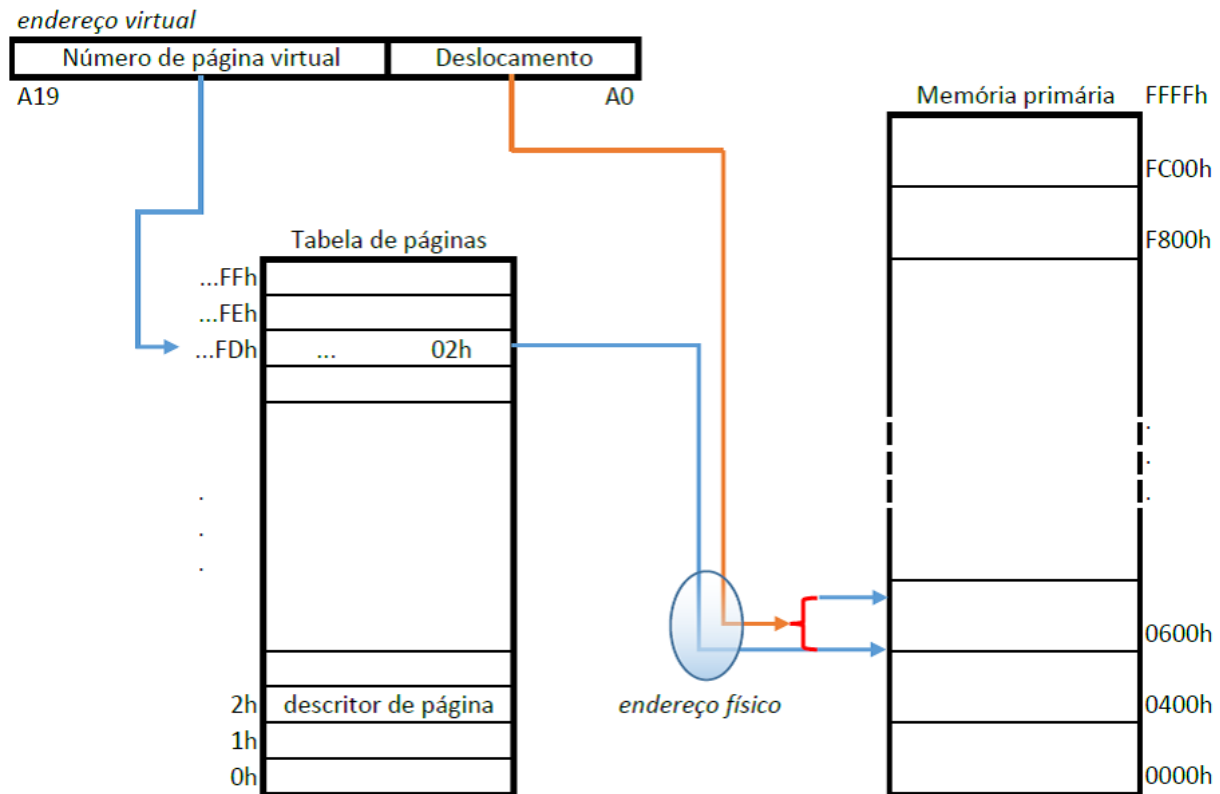 endereço virtual
Número de página virtual Deslocamento
A19 A0
Memória primária FFFFh
FC00h
F800h
Tabela de páginas
...FFh
...FEh
...FDh ... 02h
.
.
.
.
.
.
0600h
2h descritor de página
endereço físico
0400h
1h
0h
0000h